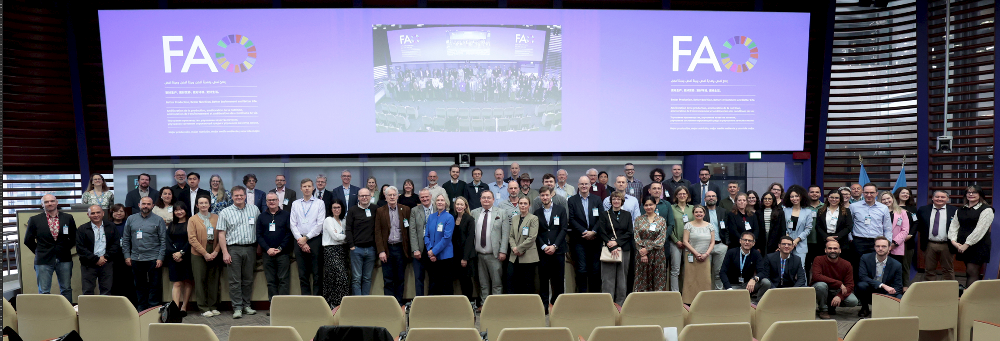 FAO
إنتاج أفضل، وتغذية أفضل، وبيئة أفضل، وحياة أفضل.
更好生产、更好营养、更好环境、更好生活。
Better Production, Better Nutrition, Better Environment and Better Life.
Amélioration de la production, amélioration de la nutrition,
amélioration de l'environnement et amélioration des conditions de vie.
Улучшение производства, улучшение качества питания,
улучшение состояния окружающей среды и улучшение качества жизни.
Mejor producción, mejor nutrición, mejor medio ambiente y una vida mejor.
FAO
FAO
FAO
إنتاج أفضل، وتغذية أفضل، وبيئة أفضل، وحياة أفضل.
更好生产、更好营养、更好环境、更好生活。
Better Production, Better Nutrition, Better Environment and Better Life.
Amélioration de la production, amélioration de la nutrition,
amélioration de l'environnement et amélioration des conditions de vie.
Улучшение производства, улучшение качества питания,
улучшение состояния окружающей среды и улучшение качества жизни.
Mejor producción, mejor nutrición, mejor medio ambiente y una vida mejor.